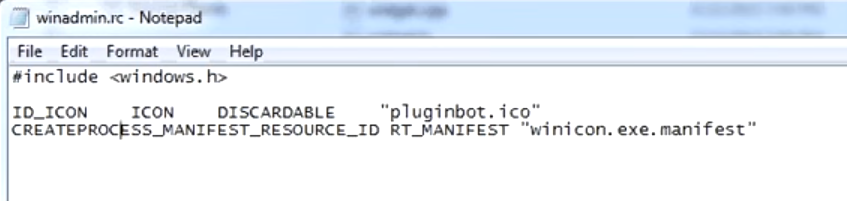 winadmin.rc - Notepad
File Edit Format View Help
#include <windows.h>
ID_ICON ICON DISCARDABLE "pluginbot.ico"
CREATEPROCESS_MANIFEST_RESOURCE_ID RT_MANIFEST "winicon.exe.manifest"